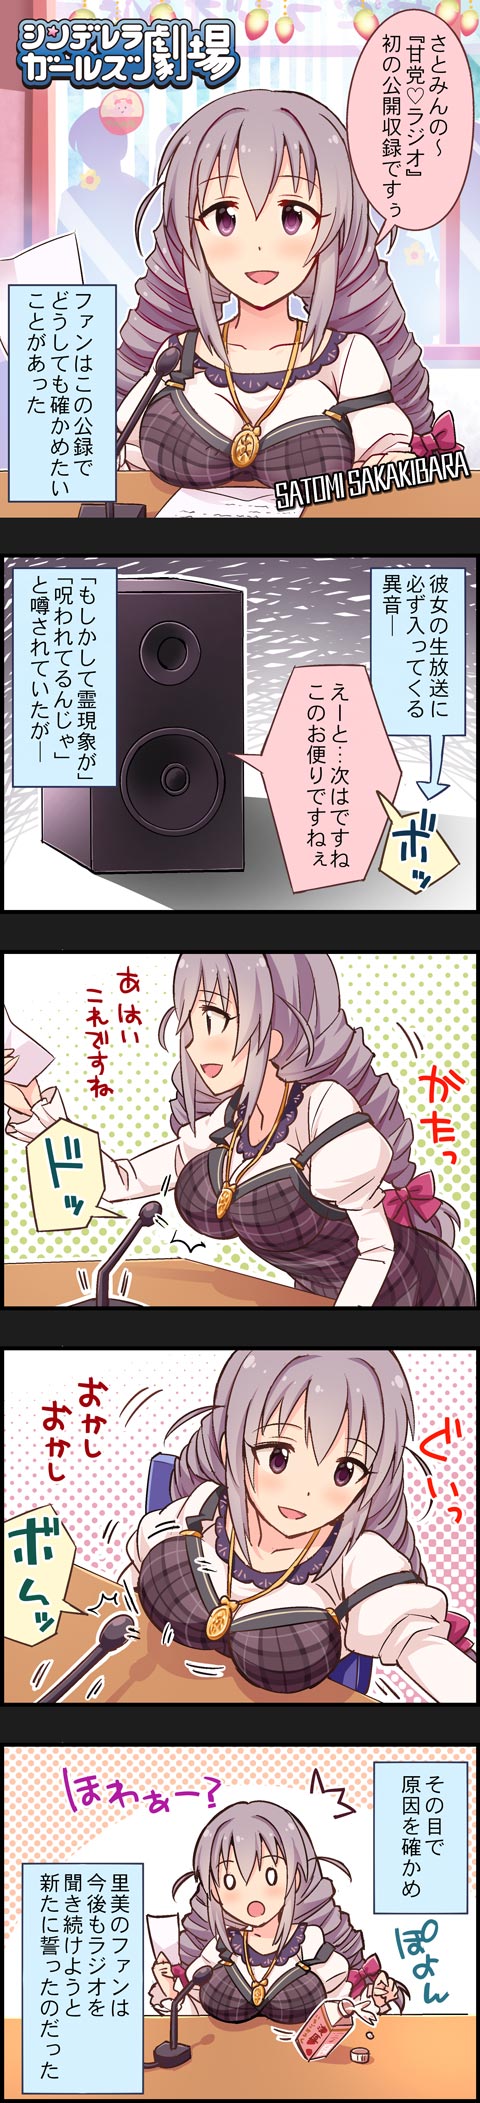 シンデレラ
ガールズ劇場
さとみんの～
『甘党♡ラジオ』
初の公開収録ですぅ
ファンはこの公録で
どうしても確かめたい
ことがあった
SATOMI SAKAKIBARA
彼女の生放送に
必ず入ってくる
異音―
ボッ
えーと…次はですね
このお便りですねぇ
「もしかして霊現象が」
「呪われてるんじゃ」
と噂されていたが―
がたっ
あはい
これですね
ドッ
ぐいっ
おかし
おかし
ボムッ
その目で
原因を確かめ
ほわぁー?
ぽよん
里美のファンは
今後もラジオを
聞き続けようと
新たに誓ったのだった